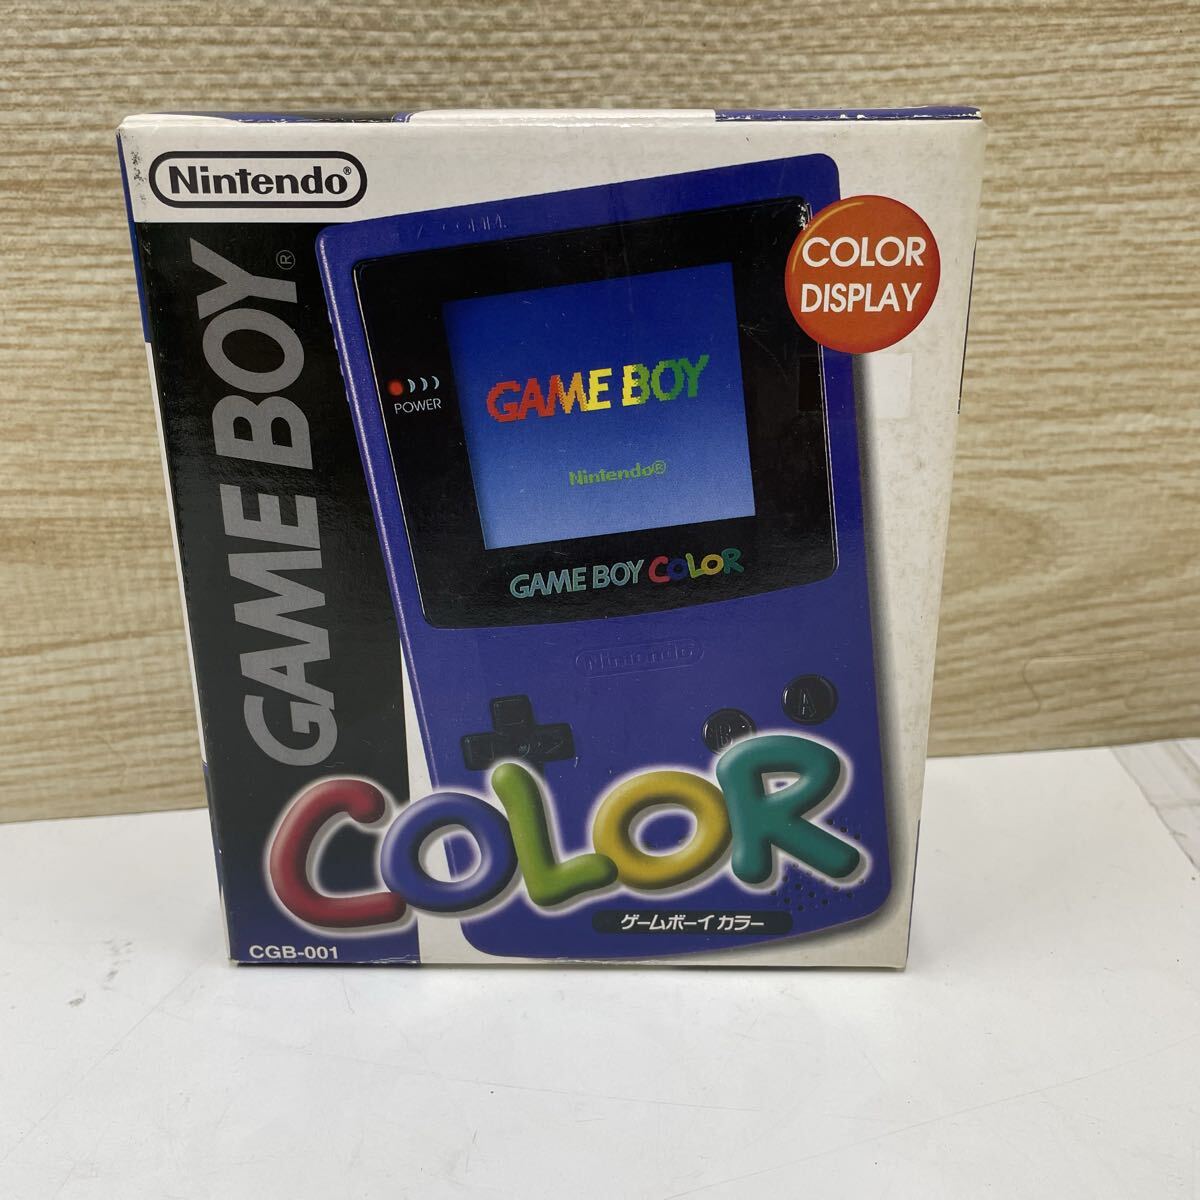 Nintendo®
GAME BOY®
COLOR
DISPLAY
POWER
GAME BOY
Nintendo®
GAME BOY COLOR
Nintendo
A
B
COLOR
ゲームボーイカラー
CGB-001